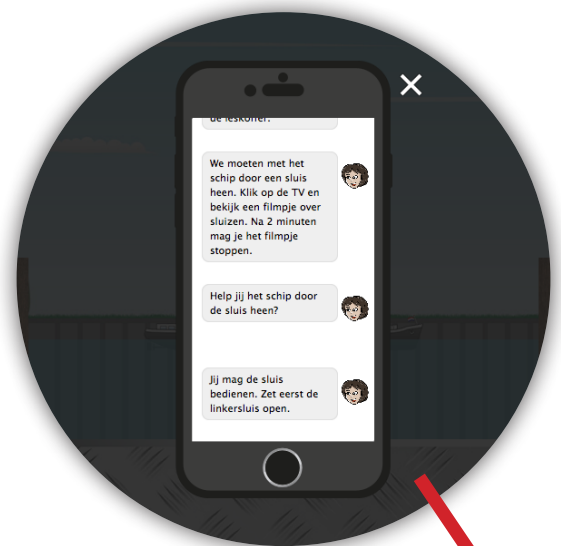 de leskoffer.
We moeten met het
schip door een sluis
heen. Klik op de TV en
bekijk een filmpje over
sluizen. Na 2 minuten
mag je het filmpje
stoppen.
Help jij het schip door
de sluis heen?
Jij mag de sluis
bedienen. Zet eerst de
linkersluis open.